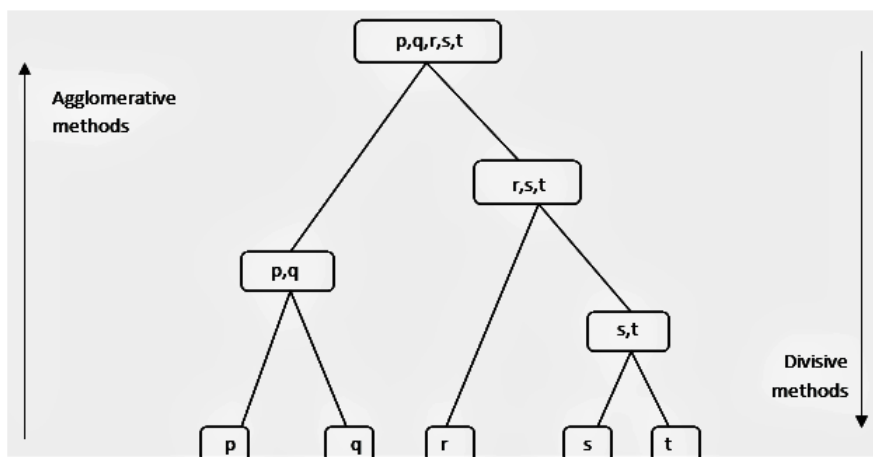 p,q,r,s,t
Agglomerative
methods
r,s,t
p,q
s,t
Divisive
methods
p
q
r
s
t